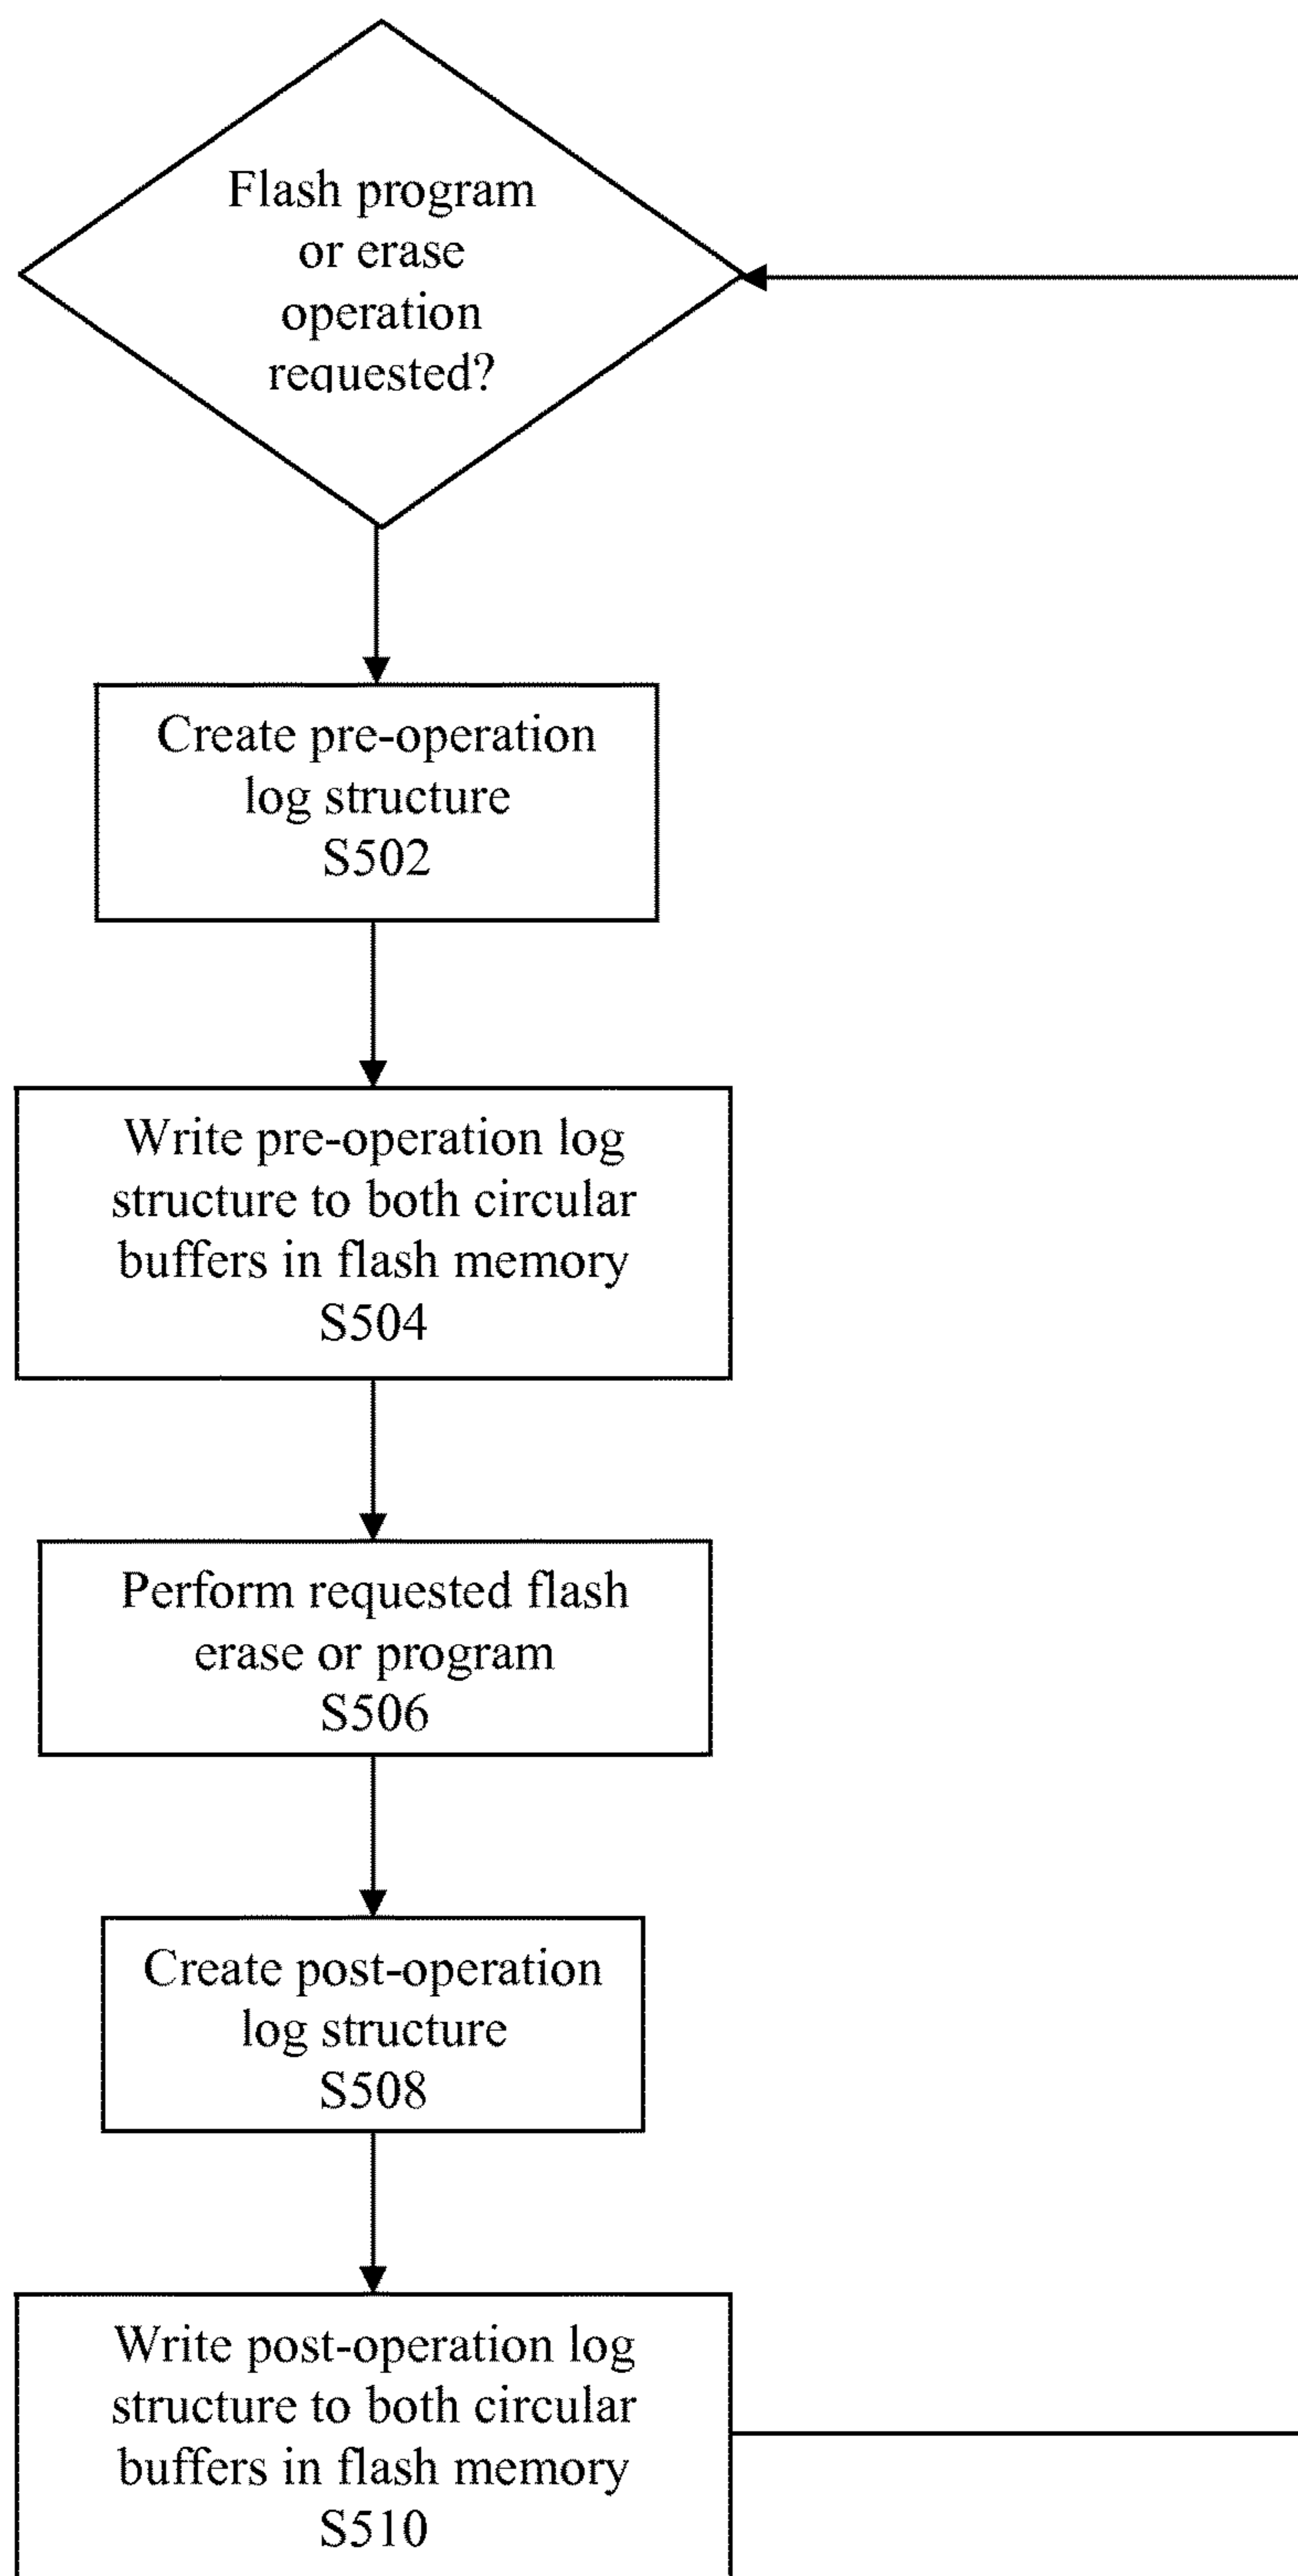 Flash program
or erase
operation
requested?
Create pre-operation
log structure
S502
Write pre-operation log
structure to both circular
buffers in flash memory
S504
Perform requested flash
erase or program
S506
Create post-operation
log structure
S508
Write post-operation log
structure to both circular
buffers in flash memory
S510